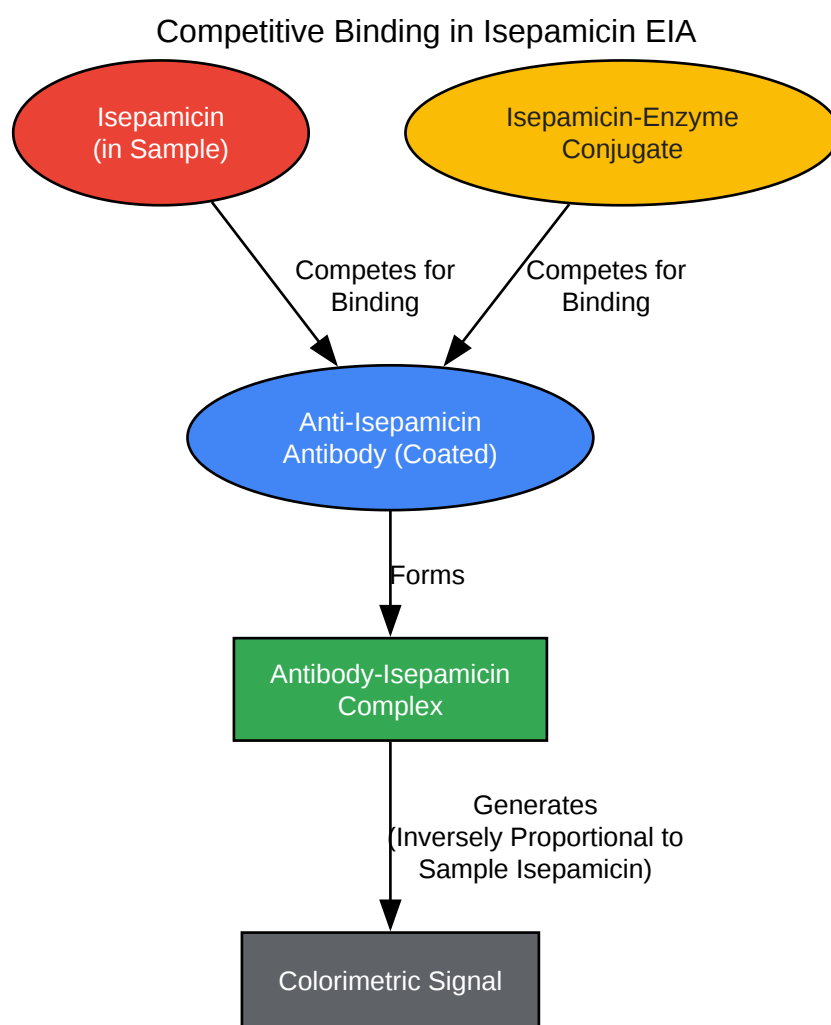 Competitive Binding in Isepamicin EIA
Isepamicin
(in Sample)
Isepamicin-Enzyme
Conjugate
Competes for
Binding
Competes for
Binding
Anti-Isepamicin
Antibody (Coated)
Forms
Antibody-Isepamicin
Complex
Generates
(Inversely Proportional to
Sample Isepamicin)
Colorimetric Signal